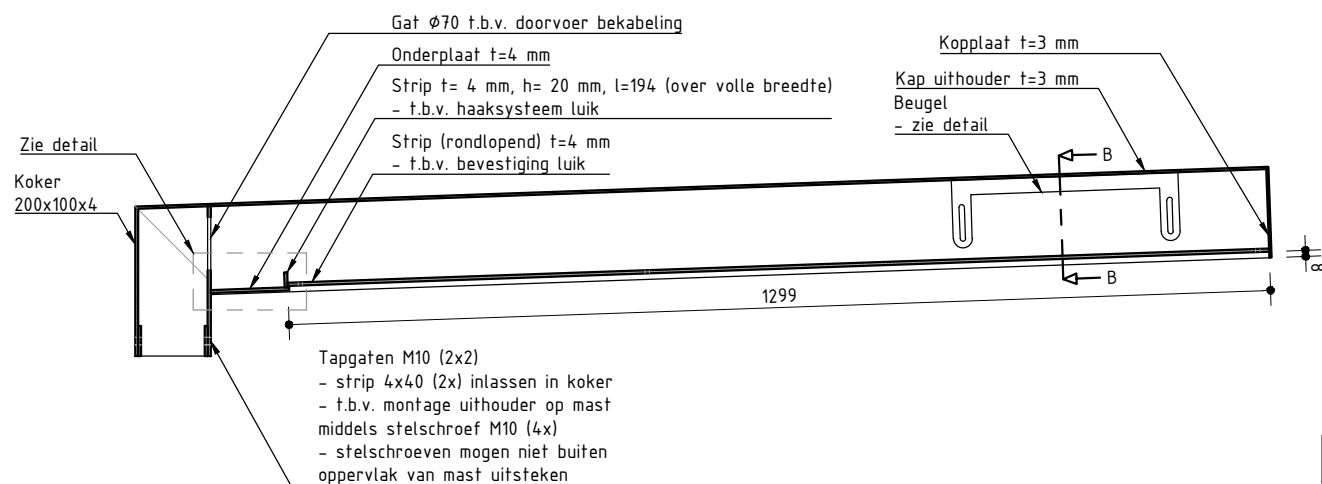 Gat Ø70 t.b.v. doorvoer bekabeling
Onderplaat t=4 mm
Strip t= 4 mm, h= 20 mm, l=194 (over volle breedte)
- t.b.v. haaksysteem luik
Strip (rondlopend) t=4 mm
- t.b.v. bevestiging luik
Kopplaat t=3 mm
Kap uithouder t=3 mm
Beugel
- zie detail
Zie detail
Koker
200x100x4
B
B
8
1299
Tapgaten M10 (2x2)
- strip 4x40 (2x) inlassen in koker
- t.b.v. montage uithouder op mast
middels stelschroef M10 (4x)
- stelschroeven mogen niet buiten
oppervlak van mast uitsteken